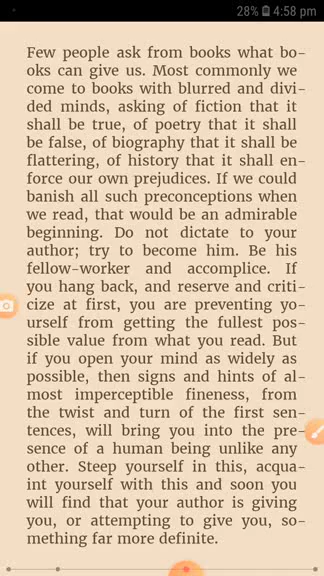 28% 4:58 pm
Few people ask from books what bo-
oks can give us. Most commonly we
come to books with blurred and divi-
ded minds, asking of fiction that it
shall be true, of poetry that it shall
be false, of biography that it shall be
flattering, of history that it shall en-
force our own prejudices. If we could
banish all such preconceptions when
we read, that would be an admirable
beginning. Do not dictate to your
author; try to become him. Be his
fellow-worker and accomplice. If
you hang back, and reserve and criti-
cize at first, you are preventing yo-
urself from getting the fullest pos-
sible value from what you read. But
if you open your mind as widely as
possible, then signs and hints of al-
most imperceptible fineness, from
the twist and turn of the first sen-
tences, will bring you into the pre-
sence of a human being unlike any
other. Steep yourself in this, acqua-
int yourself with this and soon you
will find that your author is giving
you, or attempting to give you, so-
mething far more definite.